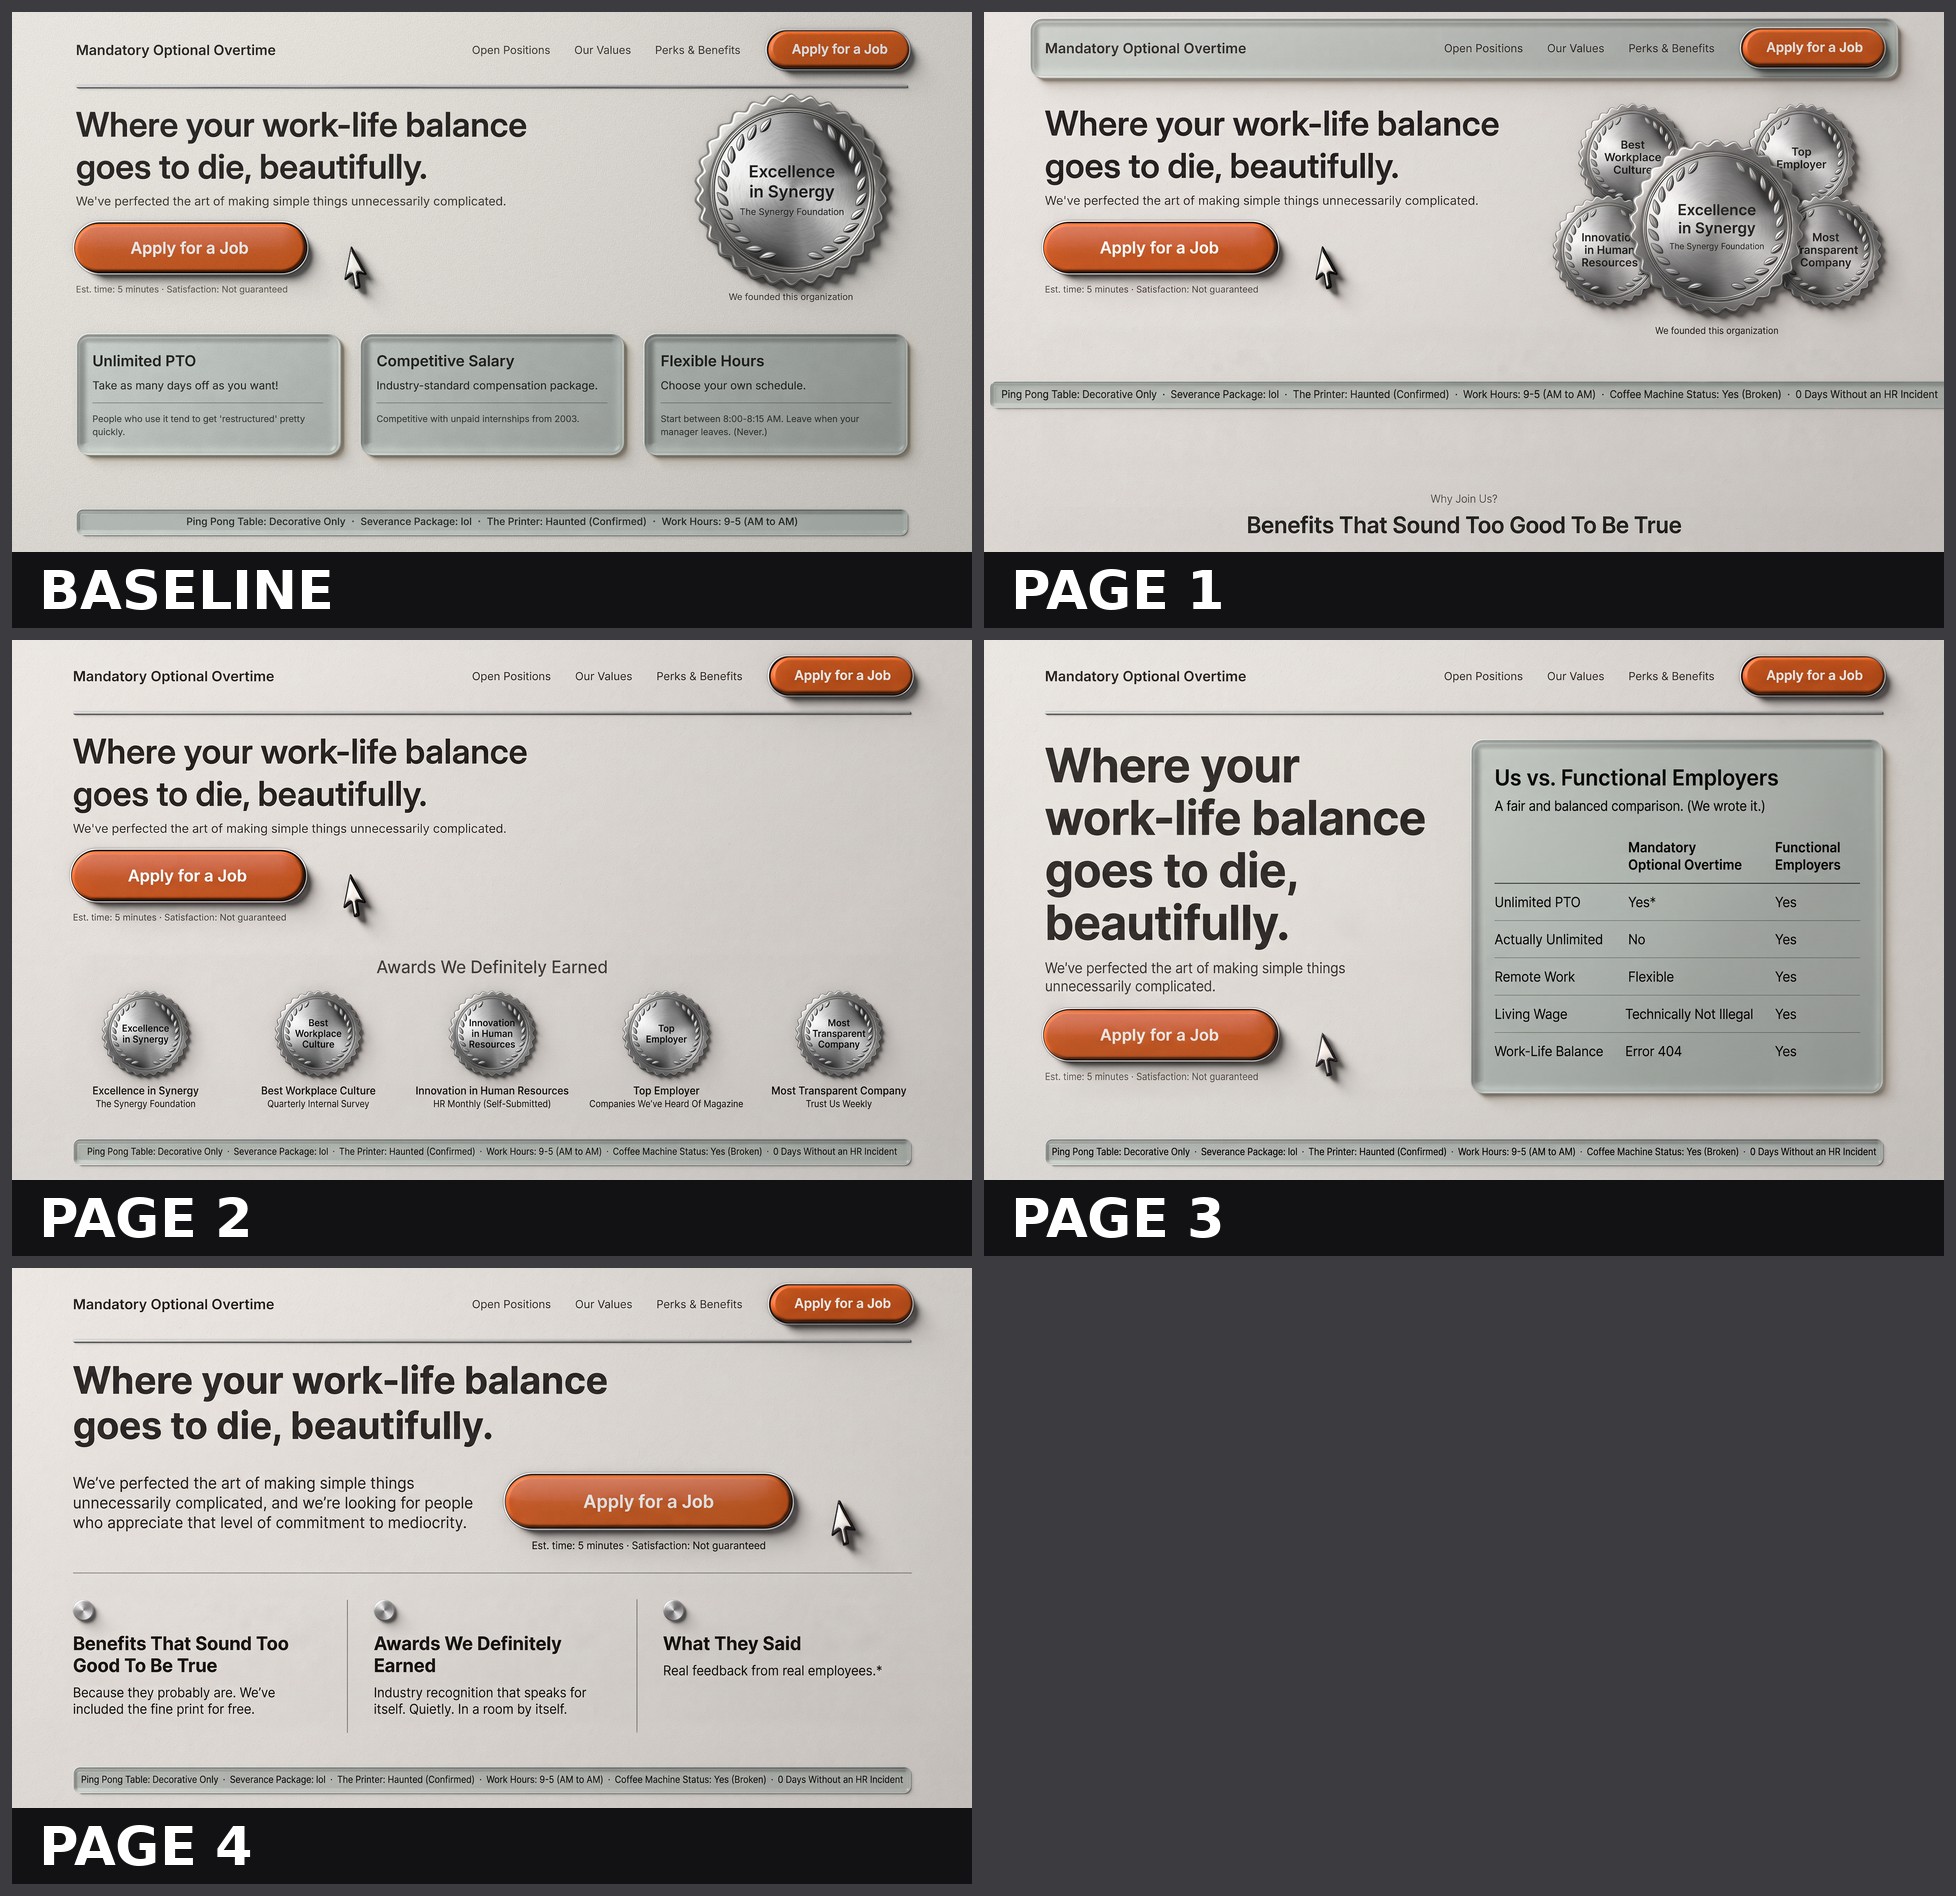 Mandatory Optional Overtime
Open Positions
Our Values
Perks & Benefits
Apply for a Job
Where your work-life balance
goes to die, beautifully.
We've perfected the art of making simple things unnecessarily complicated.
Apply for a Job
Est. time: 5 minutes · Satisfaction: Not guaranteed
Excellence
in Synergy
The Synergy Foundation
We founded this organization
Unlimited PTO
Take as many days off as you want!
People who use it tend to get 'restructured' pretty
quickly.
Competitive Salary
Industry-standard compensation package.
Competitive with unpaid internships from 2003.
Flexible Hours
Choose your own schedule.
Start between 8:00-8:15 AM. Leave when your
manager leaves. (Never.)
Ping Pong Table: Decorative Only · Severance Package: lol · The Printer: Haunted (Confirmed) · Work Hours: 9-5 (AM to AM)
BASELINE
Mandatory Optional Overtime
Open Positions
Our Values
Perks & Benefits
Apply for a Job
Where your work-life balance
goes to die, beautifully.
We've perfected the art of making simple things unnecessarily complicated.
Apply for a Job
Est. time: 5 minutes · Satisfaction: Not guaranteed
Best
Workplace
Culture
Top
Employer
Excellence
in Synergy
The Synergy Foundation
Innovatio
in Human
Resources
Most
ransparent
Company
We founded this organization
Ping Pong Table: Decorative Only · Severance Package: lol · The Printer: Haunted (Confirmed) · Work Hours: 9-5 (AM to AM) · Coffee Machine Status: Yes (Broken) · 0 Days Without an HR Incident
Why Join Us?
Benefits That Sound Too Good To Be True
PAGE 1
Mandatory Optional Overtime
Open Positions
Our Values
Perks & Benefits
Apply for a Job
Where your work-life balance
goes to die, beautifully.
We've perfected the art of making simple things unnecessarily complicated.
Apply for a Job
Est. time: 5 minutes · Satisfaction: Not guaranteed
Awards We Definitely Earned
Excellence
in Synergy
Excellence in Synergy
The Synergy Foundation
Best
Workplace
Culture
Best Workplace Culture
Quarterly Internal Survey
Innovation
in Human
Resources
Innovation in Human Resources
HR Monthly (Self-Submitted)
Top
Employer
Top Employer
Companies We've Heard Of Magazine
Most
Transparent
Company
Most Transparent Company
Trust Us Weekly
Ping Pong Table: Decorative Only · Severance Package: lol · The Printer: Haunted (Confirmed) · Work Hours: 9-5 (AM to AM) · Coffee Machine Status: Yes (Broken) · 0 Days Without an HR Incident
PAGE 2
Mandatory Optional Overtime
Open Positions
Our Values
Perks & Benefits
Apply for a Job
Where your
work-life balance
goes to die,
beautifully.
We've perfected the art of making simple things
unnecessarily complicated.
Apply for a Job
Est. time: 5 minutes · Satisfaction: Not guaranteed
Us vs. Functional Employers
A fair and balanced comparison. (We wrote it.)
Mandatory
Optional Overtime
Functional
Employers
Unlimited PTO Yes* Yes
Actually Unlimited No Yes
Remote Work Flexible Yes
Living Wage Technically Not Illegal Yes
Work-Life Balance Error 404 Yes
Ping Pong Table: Decorative Only · Severance Package: lol · The Printer: Haunted (Confirmed) · Work Hours: 9-5 (AM to AM) · Coffee Machine Status: Yes (Broken) · 0 Days Without an HR Incident
PAGE 3
Mandatory Optional Overtime
Open Positions
Our Values
Perks & Benefits
Apply for a Job
Where your work-life balance
goes to die, beautifully.
We've perfected the art of making simple things
unnecessarily complicated, and we're looking for people
who appreciate that level of commitment to mediocrity.
Apply for a Job
Est. time: 5 minutes · Satisfaction: Not guaranteed
Benefits That Sound Too
Good To Be True
Because they probably are. We've
included the fine print for free.
Awards We Definitely
Earned
Industry recognition that speaks for
itself. Quietly. In a room by itself.
What They Said
Real feedback from real employees.*
Ping Pong Table: Decorative Only · Severance Package: lol · The Printer: Haunted (Confirmed) · Work Hours: 9-5 (AM to AM) · Coffee Machine Status: Yes (Broken) · 0 Days Without an HR Incident
PAGE 4